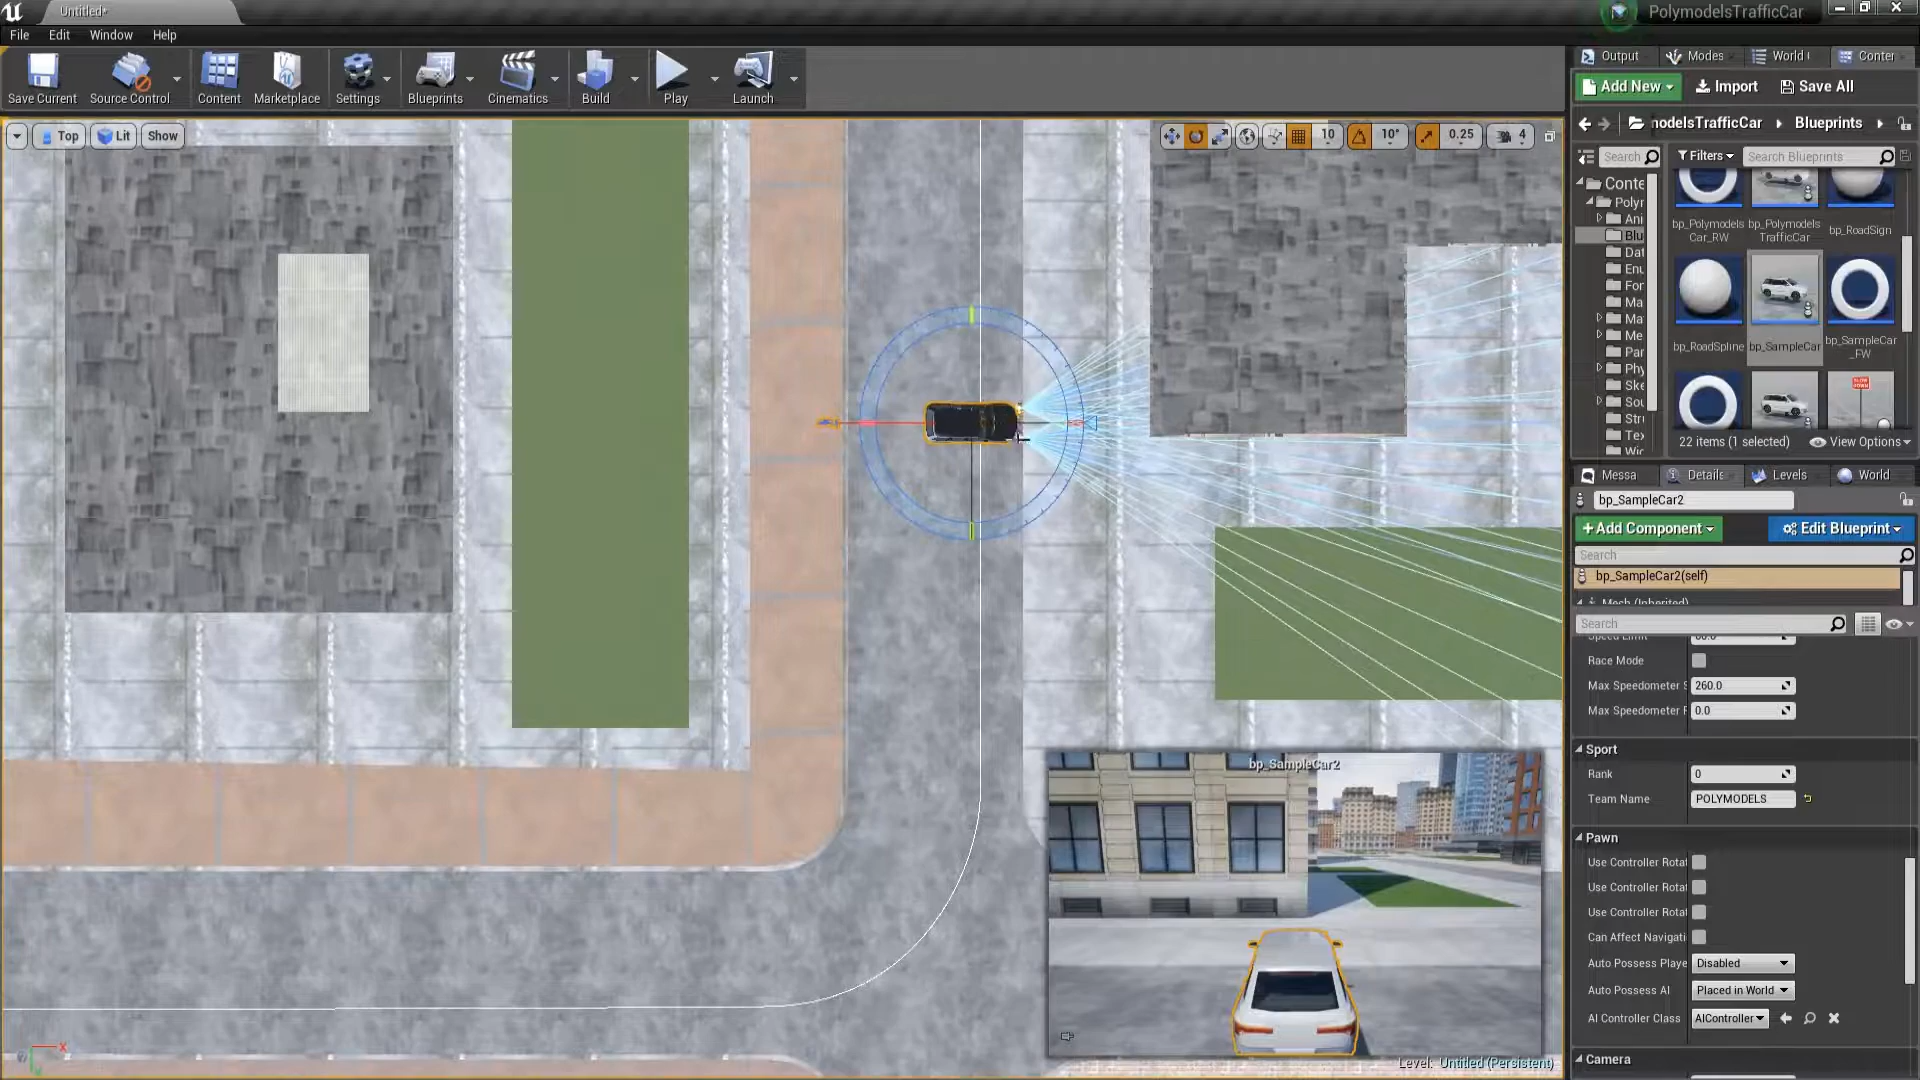 Untitled*
PolymodelsTrafficCar
File
Edit
Window
Help
Save Current
Source Control
Content
Marketplace
Settings
Blueprints
Cinematics
Build
Play
Launch
Output
Modes
World
Conter
Add New
Import
Save All
nodelsTrafficCar
Blueprints
Top
Lit
Show
10
10°
0.25
4
Search
Filters
Search Blueprints
Conte
Polyr
Ani
Blu
Dat
Enu
For
Ma
Ma
Me
Par
Phy
Ske
Sou
Stru
Tex
bp_Polymodels
Car_RW
bp_Polymodels
TrafficCar
bp_RoadSign
bp_RoadSpline
bp_SampleCar
bp_SampleCar
_FW
22 items (1 selected)
View Options
Messa
Details
Levels
World
bp_SampleCar2
+Add Component
Edit Blueprint
Search
bp_SampleCar2(self)
Mesh (Inherited)
Search
Speed Limit
Race Mode
Max Speedometer S
260.0
Max Speedometer
0.0
Sport
Rank
0
Team Name
POLYMODELS
Pawn
Use Controller Rotat
Use Controller Rotat
Use Controller Rotat
Can Affect Navigati
Auto Possess Playe
Disabled
Auto Possess AI
Placed in World
AI Controller Class
AIController
Camera
bp_SampleCar2
Level: Untitled (Persistent)
X